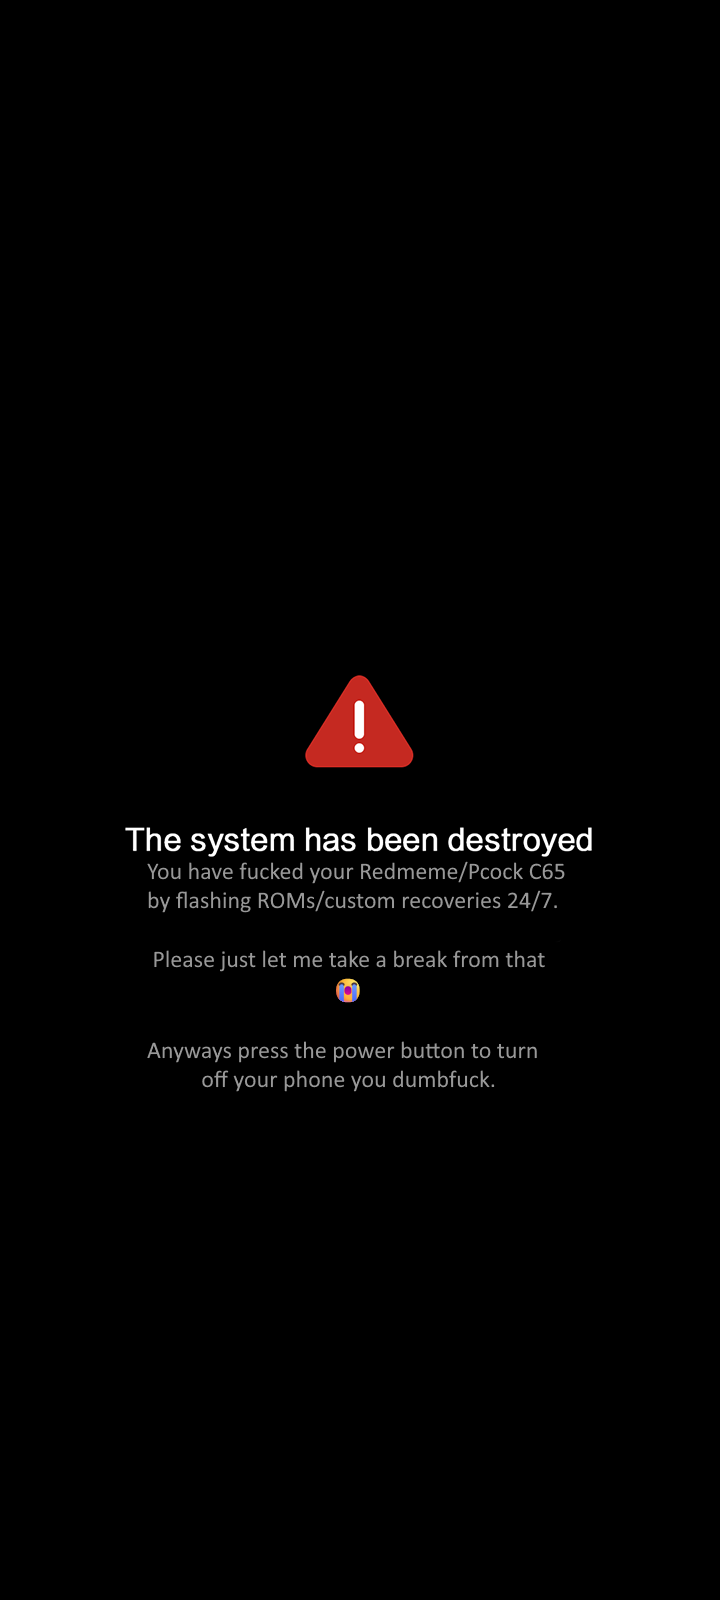 The system has been destroyed
You have fucked your Redmeme/Pcock C65
by flashing ROMs/custom recoveries 24/7.
Please just let me take a break from that
😭
Anyways press the power button to turn
off your phone you dumbfuck.